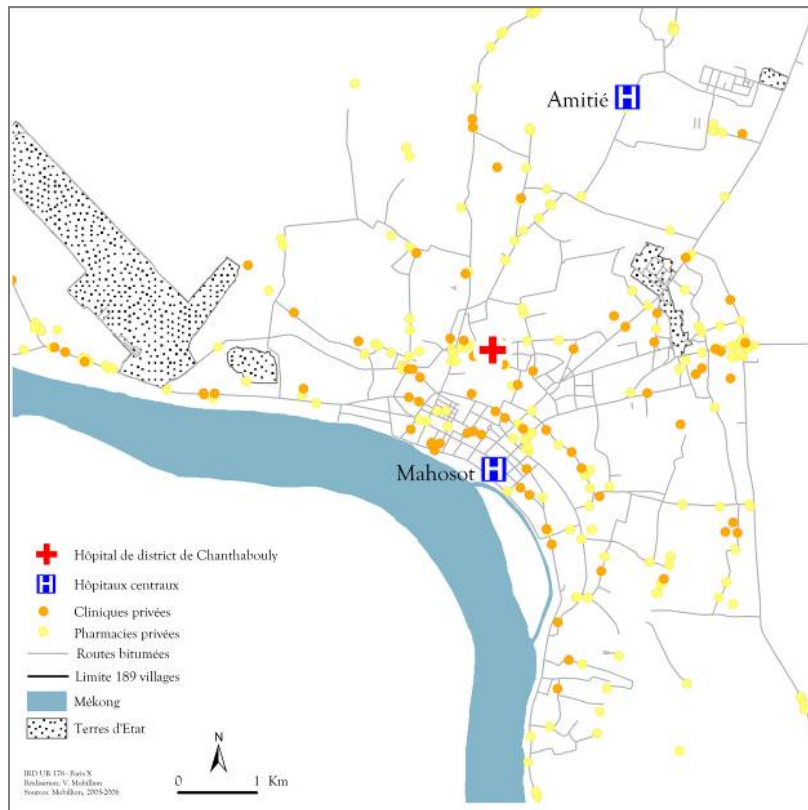 Amitié
H
Mahosot
H
Hôpital de district de Chanthabouly
H
Hôpitaux centraux
Cliniques privées
Pharmacies privées
Routes bitumées
Limite 189 villages
Mékong
Terres d'Etat
N
0 1 Km
IRD UR 178 - Paris X
Réalisation: V. Mobillion
Sources: Mobillion, 2005-2006